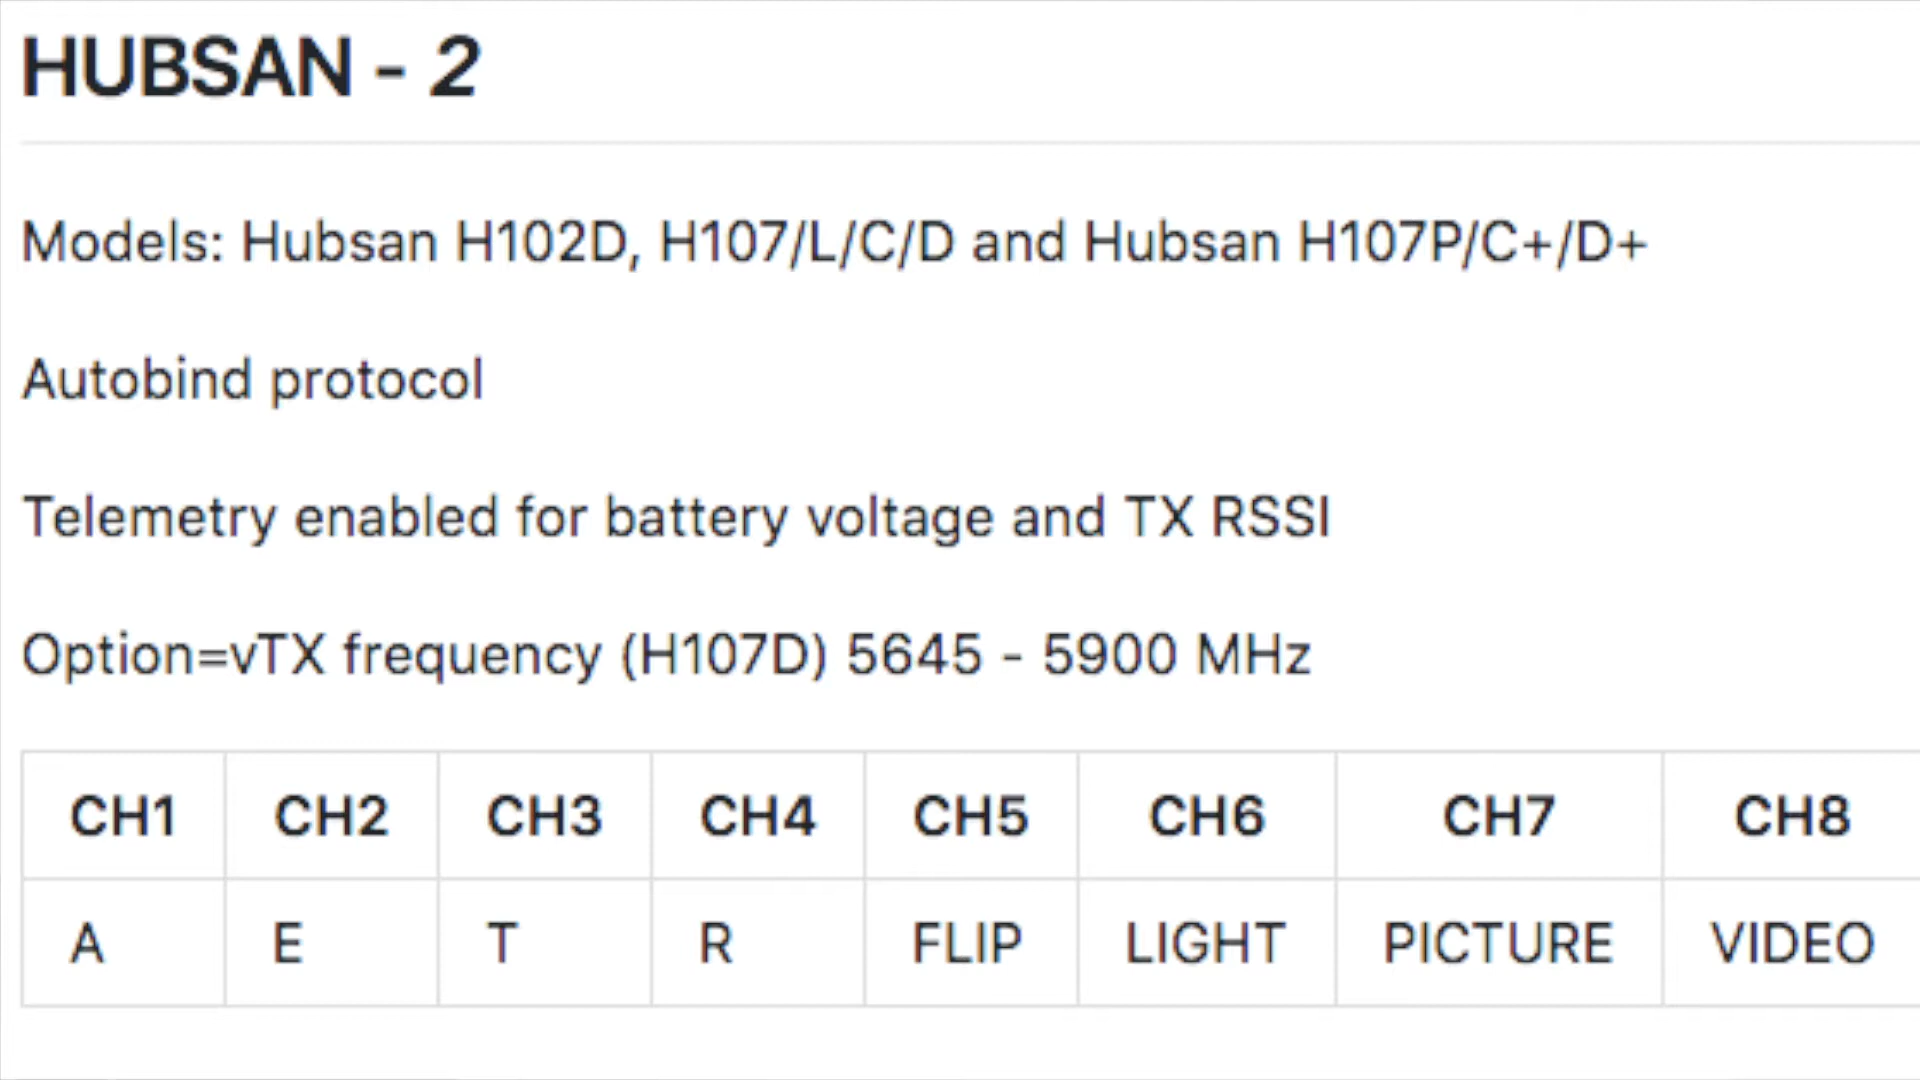 HUBSAN - 2
Models: Hubsan H102D, H107/L/C/D and Hubsan H107P/C+/D+
Autobind protocol
Telemetry enabled for battery voltage and TX RSSI
Option=vTX frequency (H107D) 5645 - 5900 MHz
CH1 CH2 CH3 CH4 CH5 CH6 CH7 CH8
A E T R FLIP LIGHT PICTURE VIDEO